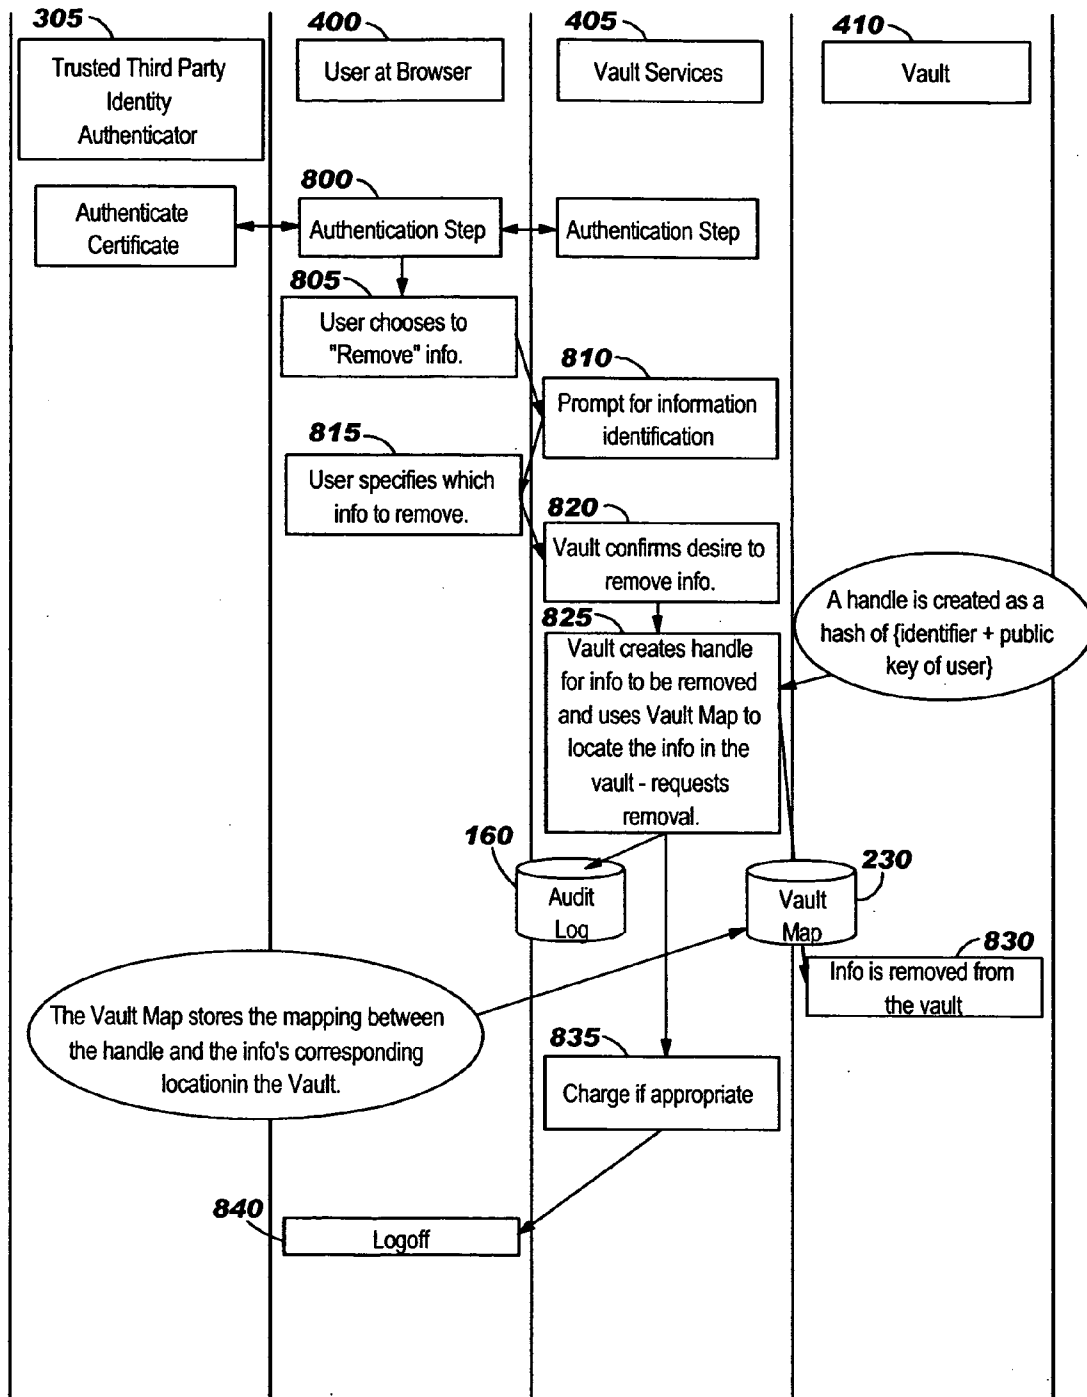 305
400
405
410
Trusted Third Party
Identity
Authenticator
User at Browser
Vault Services
Vault
800
Authenticate
Certificate
Authentication Step
Authentication Step
805
User chooses to
"Remove" info.
810
Prompt for information
identification
815
User specifies which
info to remove.
820
Vault confirms desire to
remove info.
A handle is created as a
hash of {identifier + public
key of user}
825
Vault creates handle
for info to be removed
and uses Vault Map to
locate the info in the
vault - requests
removal.
160
Audit
Log
230
Vault
Map
830
Info is removed from
the vault
The Vault Map stores the mapping between
the handle and the info's corresponding
locationin the Vault.
835
Charge if appropriate
840
Logoff